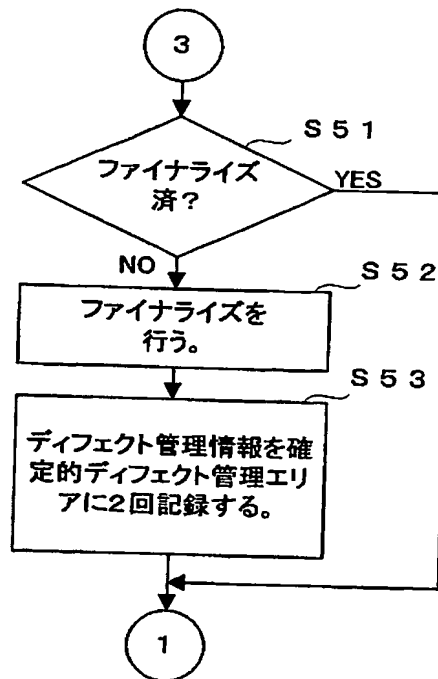 3
S51
ファイナライズ
済？
YES
NO
S52
ファイナライズを
行う。
S53
ディフェクト管理情報を確
定的ディフェクト管理エリ
アに2回記録する。
1